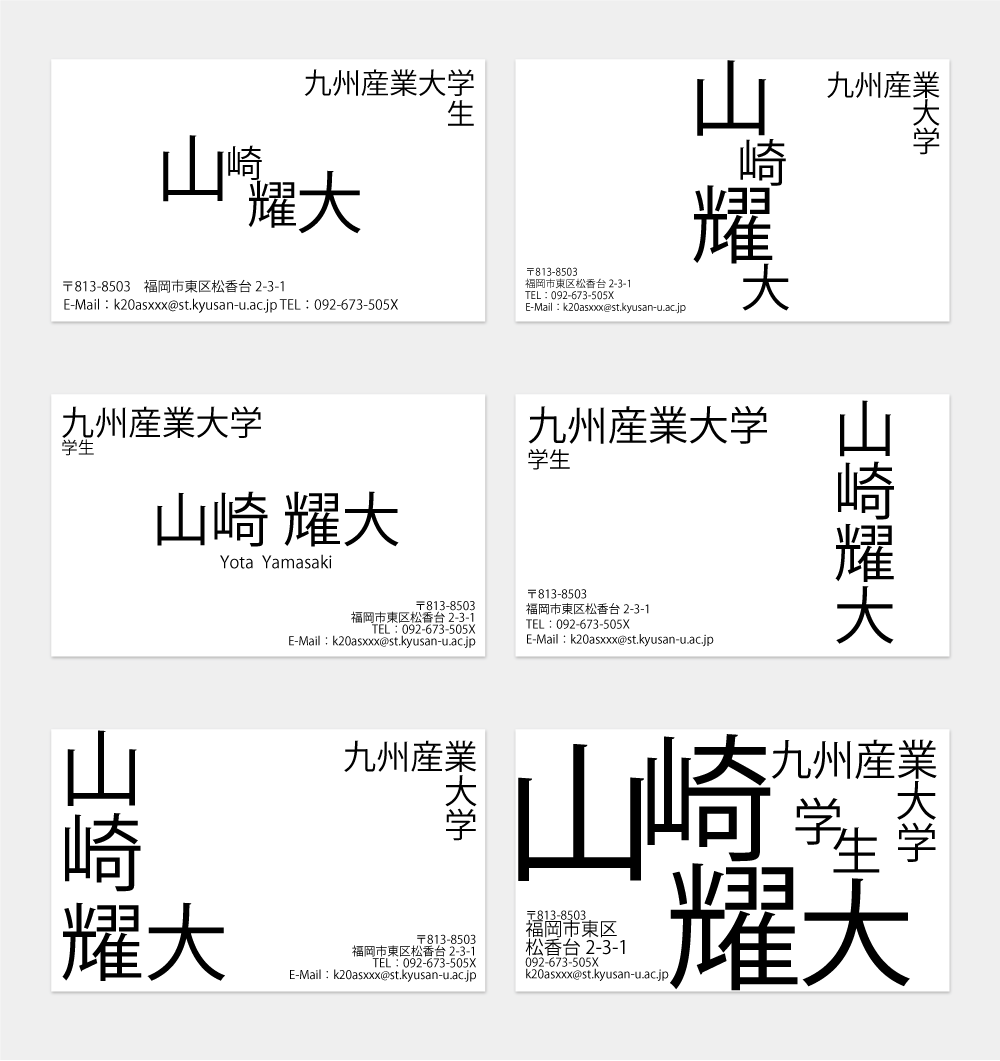 九州産業大学
生
山崎
耀大
〒813-8503 福岡市東区松香台 2-3-1
E-Mail：k20asxxx@st.kyusan-u.ac.jp TEL：092-673-505X
九州産業
大
学
山
崎
耀
大
〒813-8503
福岡市東区松香台 2-3-1
TEL：092-673-505X
E-Mail：k20asxxx@st.kyusan-u.ac.jp
九州産業大学
学生
山崎 耀大
Yota Yamasaki
〒813-8503
福岡市東区松香台 2-3-1
TEL：092-673-505X
E-Mail：k20asxxx@st.kyusan-u.ac.jp
九州産業大学
学生
山崎耀大
〒813-8503
福岡市東区松香台 2-3-1
TEL：092-673-505X
E-Mail：k20asxxx@st.kyusan-u.ac.jp
山
崎
耀大
九州産業
大
学
〒813-8503
福岡市東区松香台 2-3-1
TEL：092-673-505X
E-Mail：k20asxxx@st.kyusan-u.ac.jp
山崎
耀大
九州産業
大
学
学生
〒813-8503
福岡市東区
松香台 2-3-1
092-673-505X
k20asxxx@st.kyusan-u.ac.jp